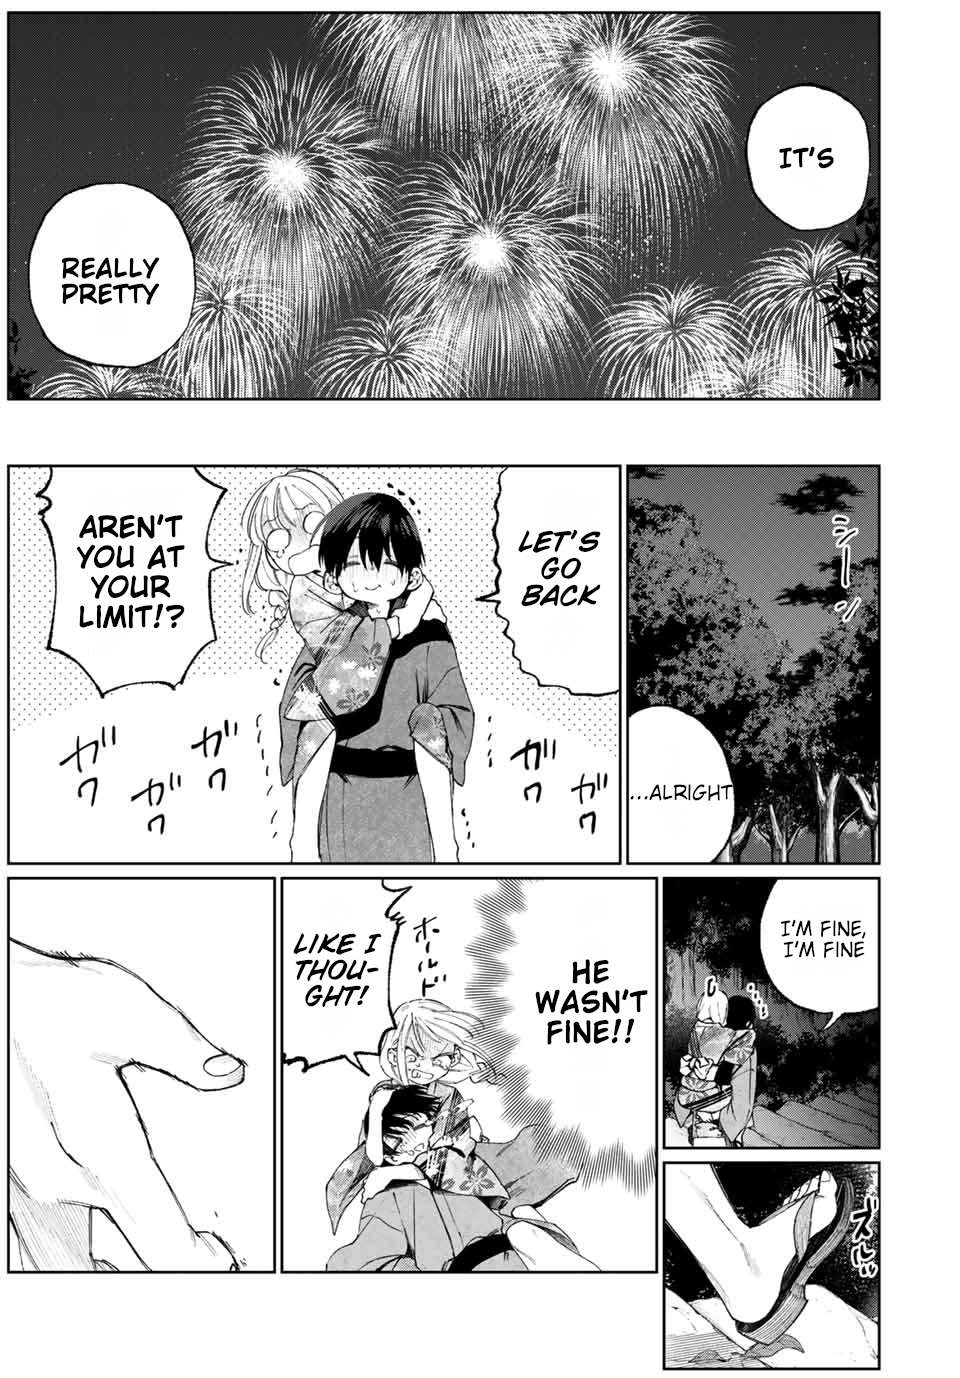 IT'S
REALLY
PRETTY
シーン
...ALRIGHT
LET'S
GO
BACK
AREN'T
YOU AT
YOUR
LIMIT!?
ガク
ガク
ガク
ガク
I'M FINE,
I'M FINE
ズルッ
HE
WASN'T
FINE!!
ホールド
LIKE I
THOU-
GHT!